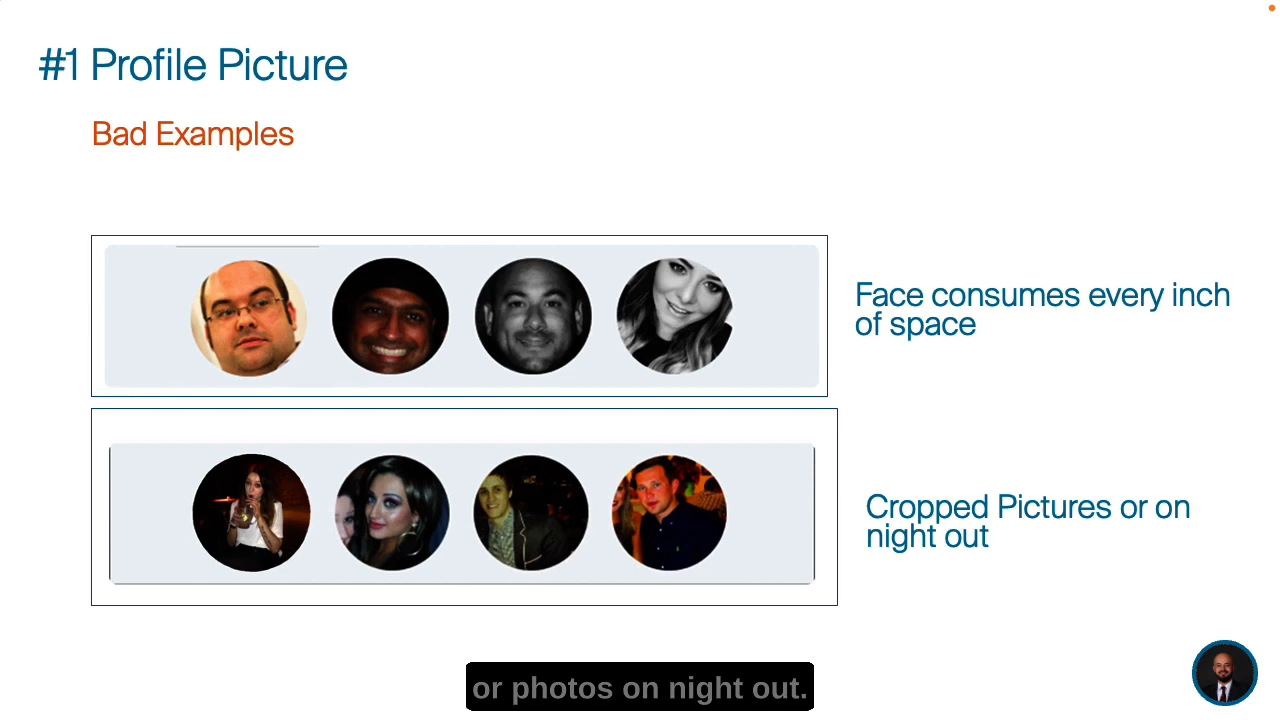 #1 Profile Picture
Bad Examples
Face consumes every inch
of space
Cropped Pictures or on
night out
or photos on night out.